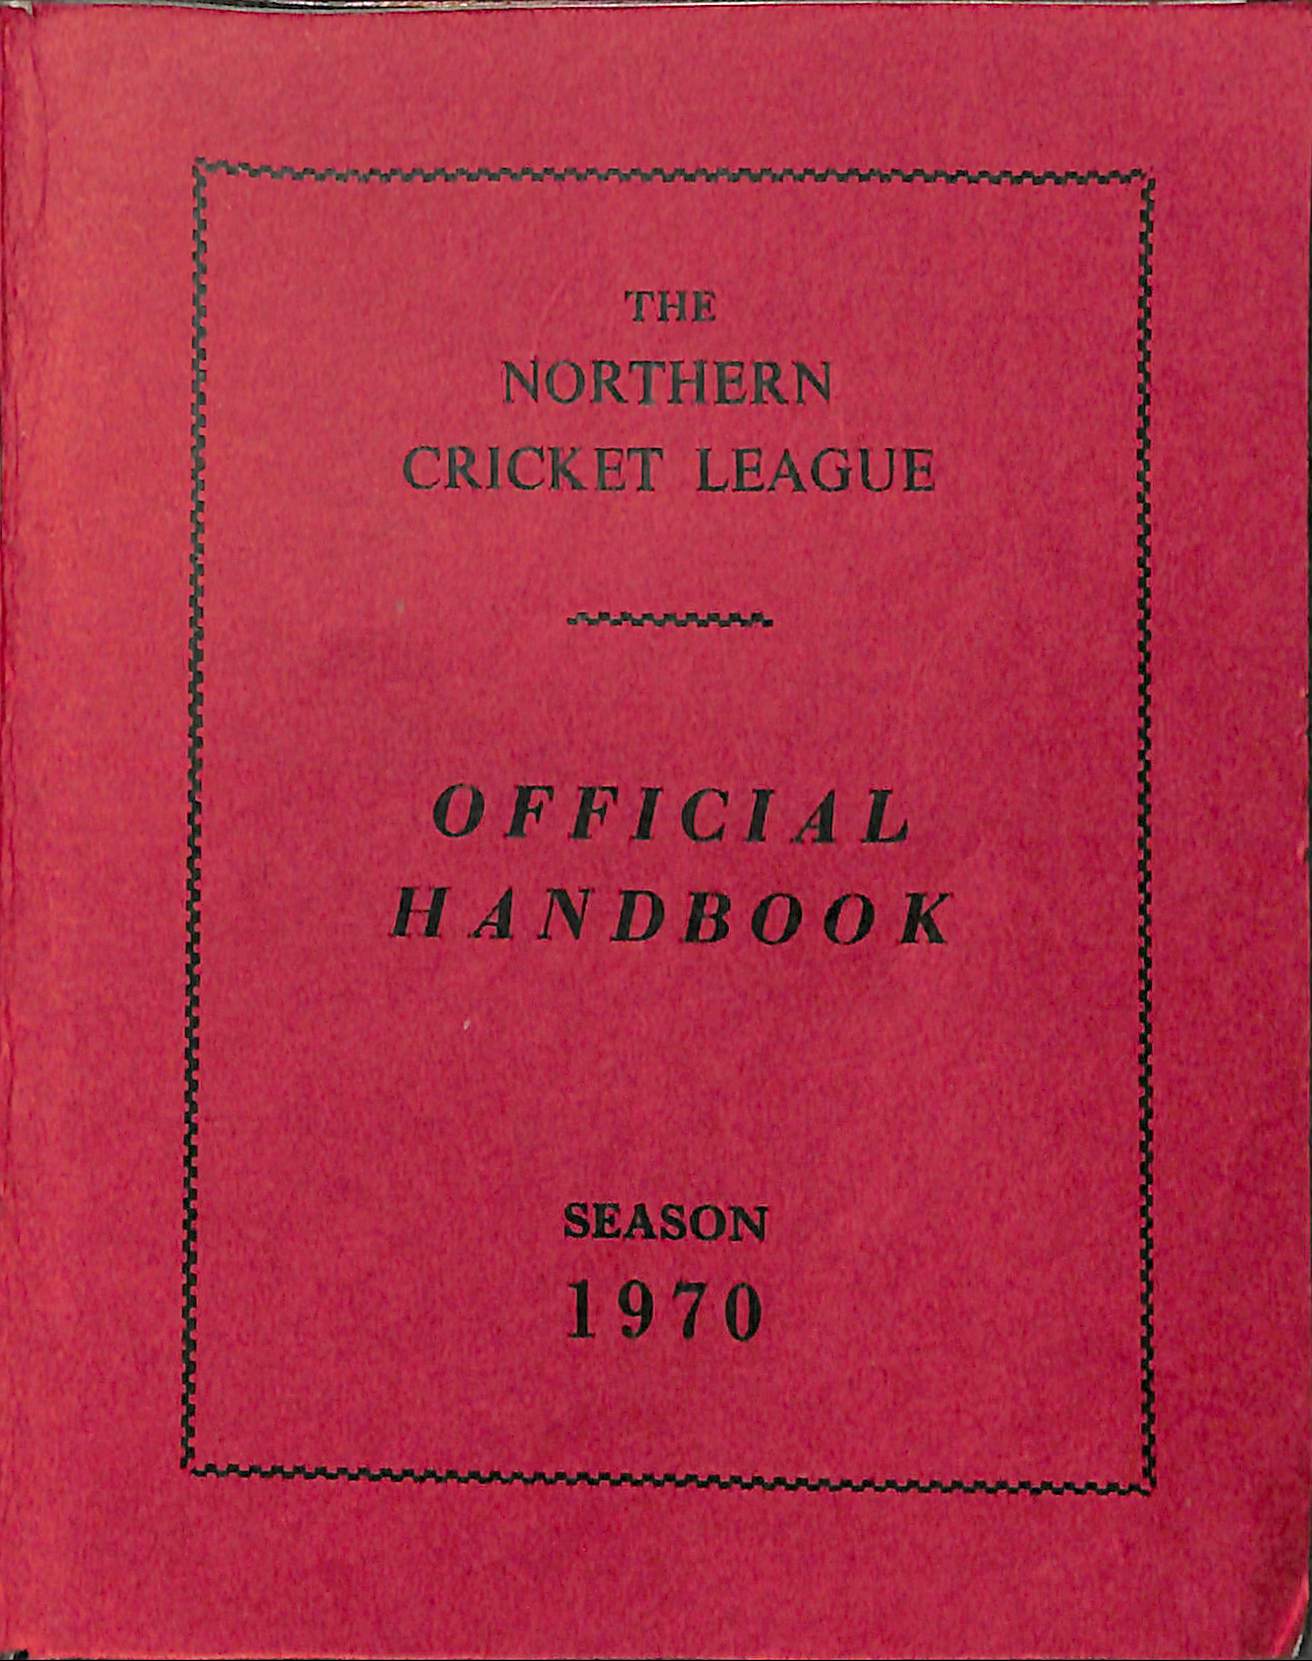 THE
NORTHERN
CRICKET LEAGUE
OFFICIAL
HANDBOOK
SEASON
1970